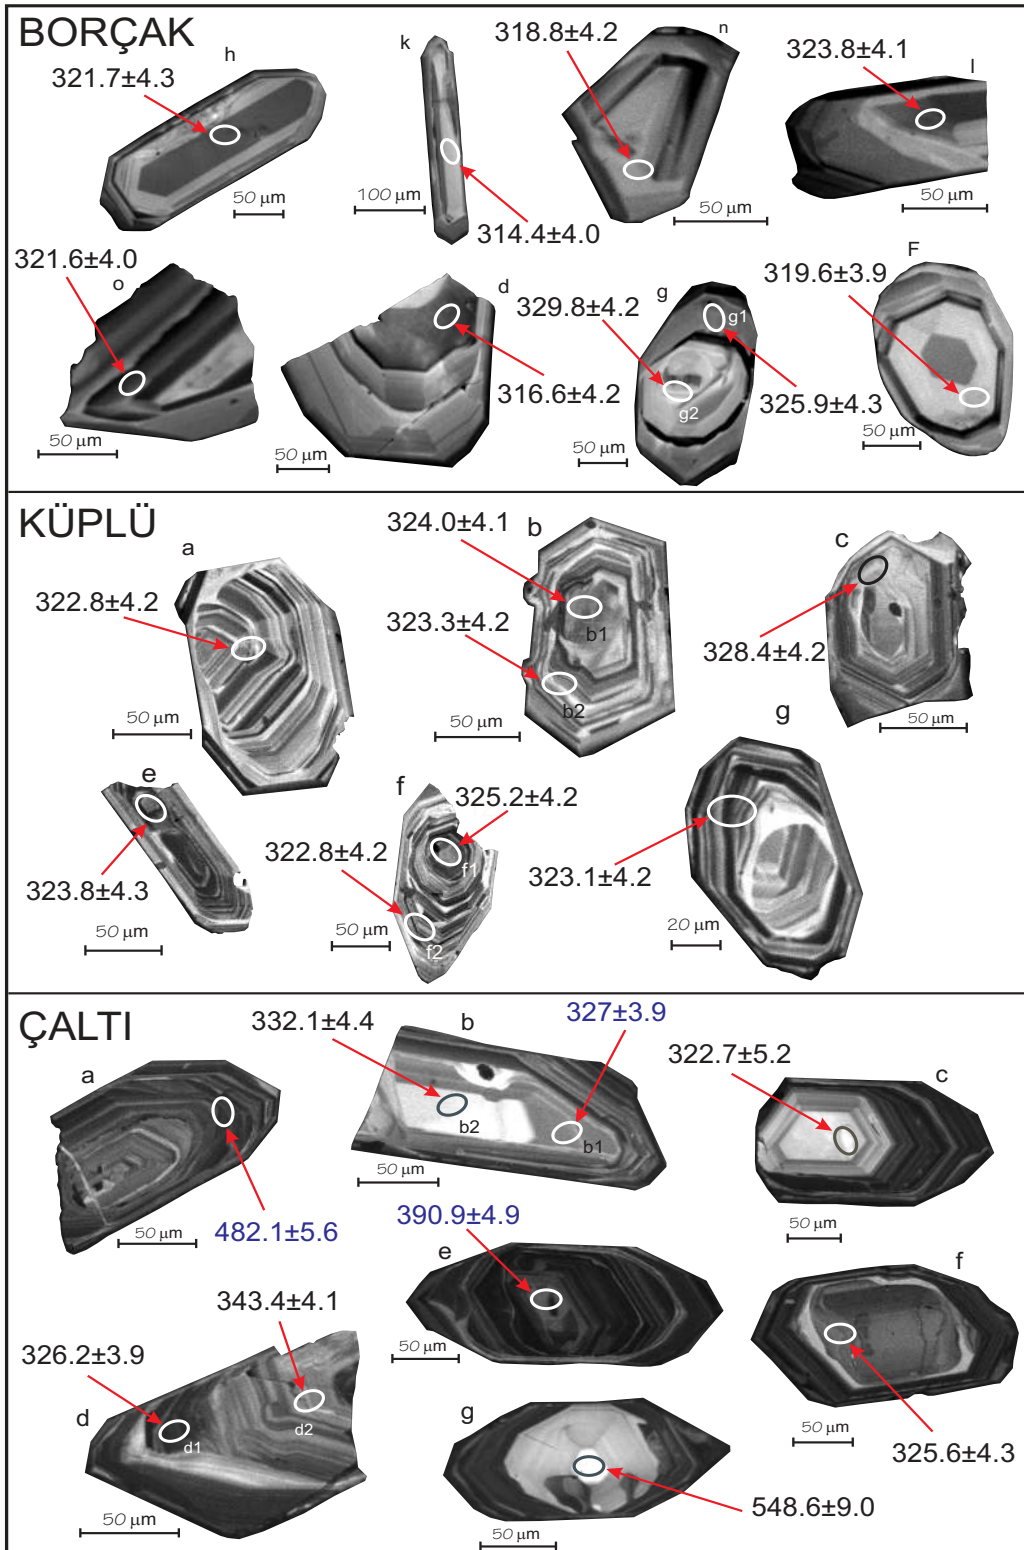 BORÇAK
h
321.7±4.3
50 µm
k
100 µm
314.4±4.0
318.8±4.2
n
50 µm
323.8±4.1
l
50 µm
321.6±4.0
o
50 µm
d
316.6±4.2
50 µm
329.8±4.2
g
g1
g2
325.9±4.3
50 µm
319.6±3.9
F
50 µm
KÜPLÜ
a
322.8±4.2
50 µm
324.0±4.1
b
323.3±4.2
b1
b2
50 µm
c
328.4±4.2
50 µm
e
323.8±4.3
50 µm
f
325.2±4.2
322.8±4.2
f1
f2
50 µm
g
323.1±4.2
20 µm
ÇALTI
a
482.1±5.6
50 µm
332.1±4.4
b
327±3.9
b2
b1
50 µm
322.7±5.2
c
50 µm
343.4±4.1
326.2±3.9
d
d1
d2
50 µm
390.9±4.9
e
50 µm
f
325.6±4.3
50 µm
g
548.6±9.0
50 µm